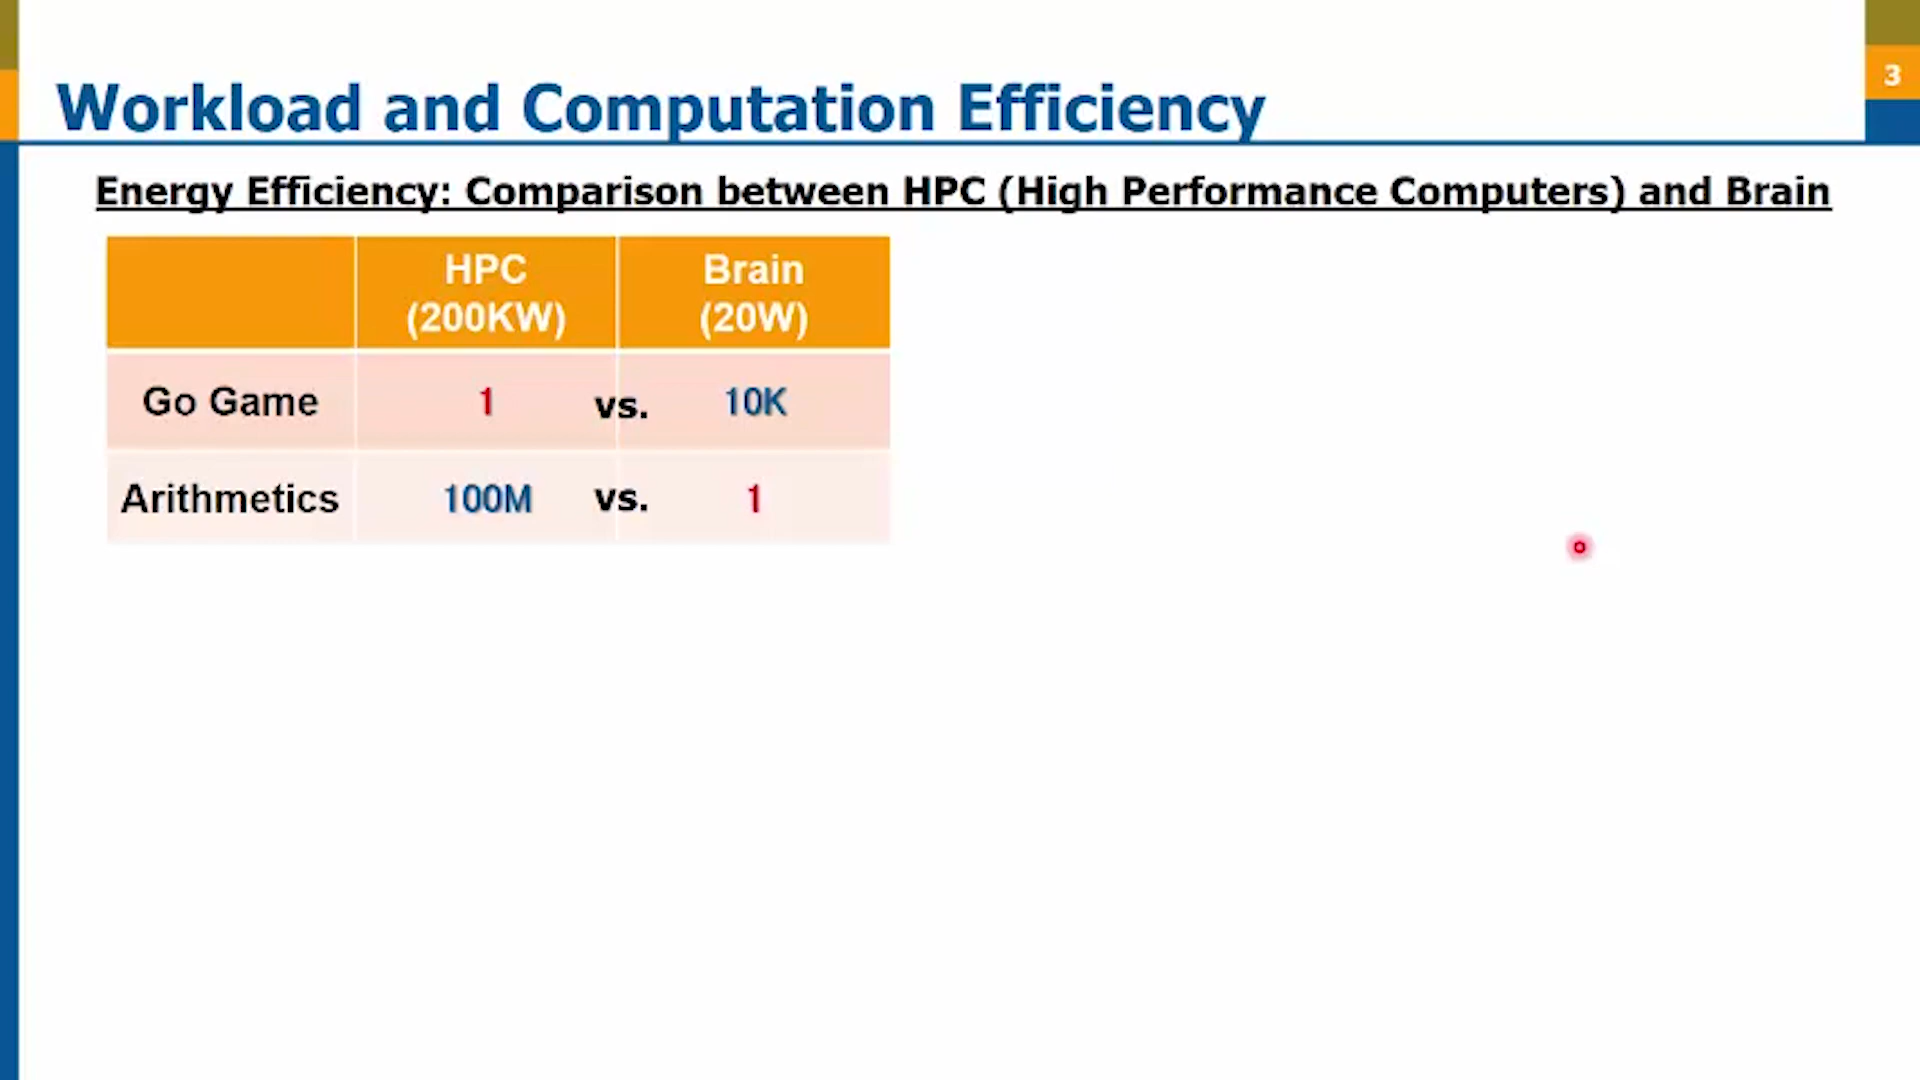 3
Workload and Computation Efficiency
Energy Efficiency: Comparison between HPC (High Performance Computers) and Brain
HPC Brain
(200KW) (20W)
Go Game 1 vs. 10K
Arithmetics 100M vs. 1